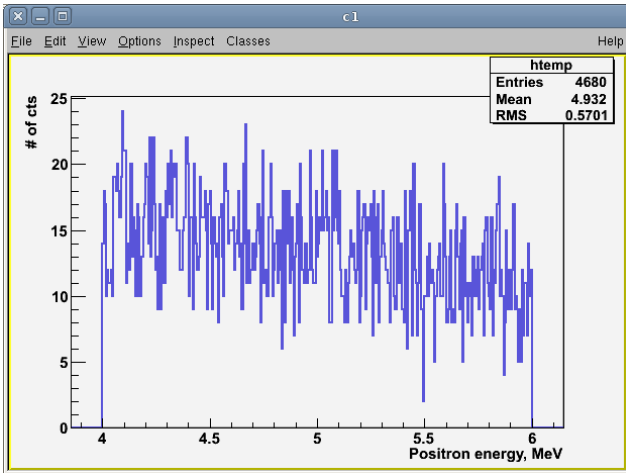 c1
File Edit View Options Inspect Classes Help
htemp
Entries 4680
Mean 4.932
RMS 0.5701
# of cts
25
20
15
10
5
0
4 4.5 5 5.5 6
Positron energy, MeV